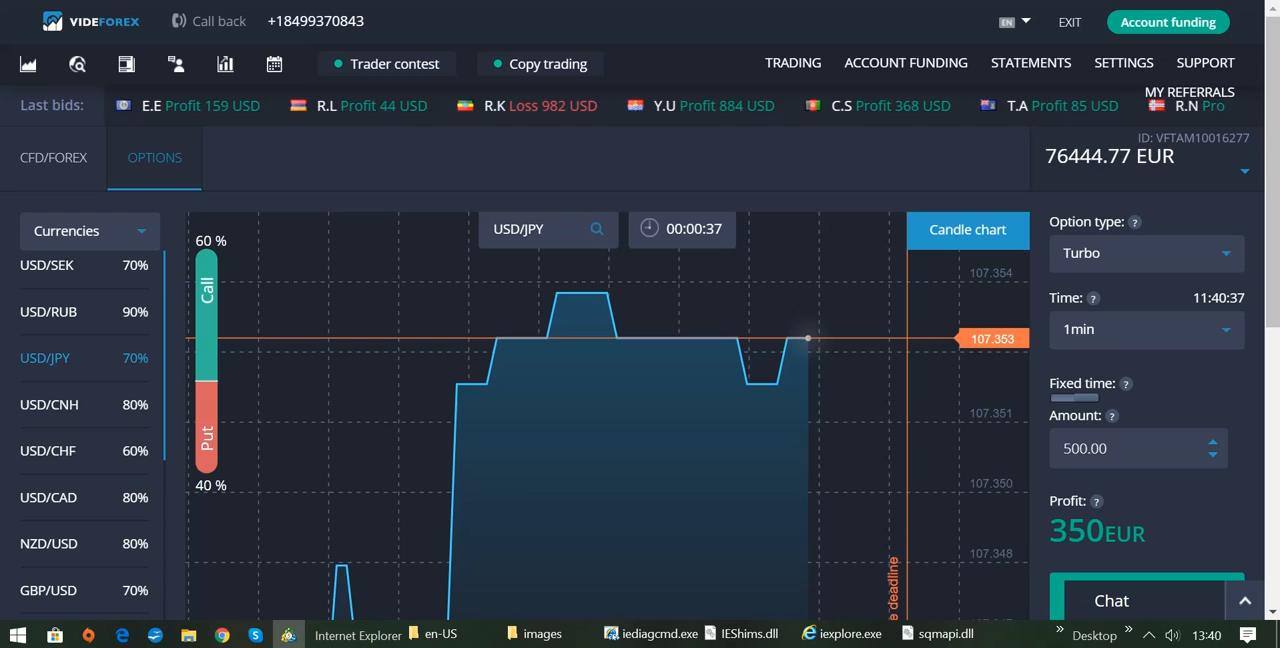 VIDEFOREX
Call back
+18499370843
EN
EXIT
Account funding
Trader contest
Copy trading
TRADING
ACCOUNT FUNDING
STATEMENTS
SETTINGS
SUPPORT
MY REFERRALS
Last bids:
E.E Profit 159 USD
R.L Profit 44 USD
R.K Loss 982 USD
Y.U Profit 884 USD
C.S Profit 368 USD
T.A Profit 85 USD
R.N Pro
CFD/FOREX
OPTIONS
ID: VFTAM10016277
76444.77 EUR
Currencies
USD/SEK 70%
USD/RUB 90%
USD/JPY 70%
USD/CNH 80%
USD/CHF 60%
USD/CAD 80%
NZD/USD 80%
GBP/USD 70%
60 %
Call
Put
40 %
USD/JPY
00:00:37
Candle chart
107.354
107.353
107.351
107.350
107.348
e deadline
Option type: ?
Turbo
Time: ? 11:40:37
1min
Fixed time: ?
Amount: ?
500.00
Profit: ?
350EUR
Chat
Internet Explorer
en-US
images
iediagcmd.exe
IEShims.dll
iexplore.exe
sqmapi.dll
Desktop
13:40